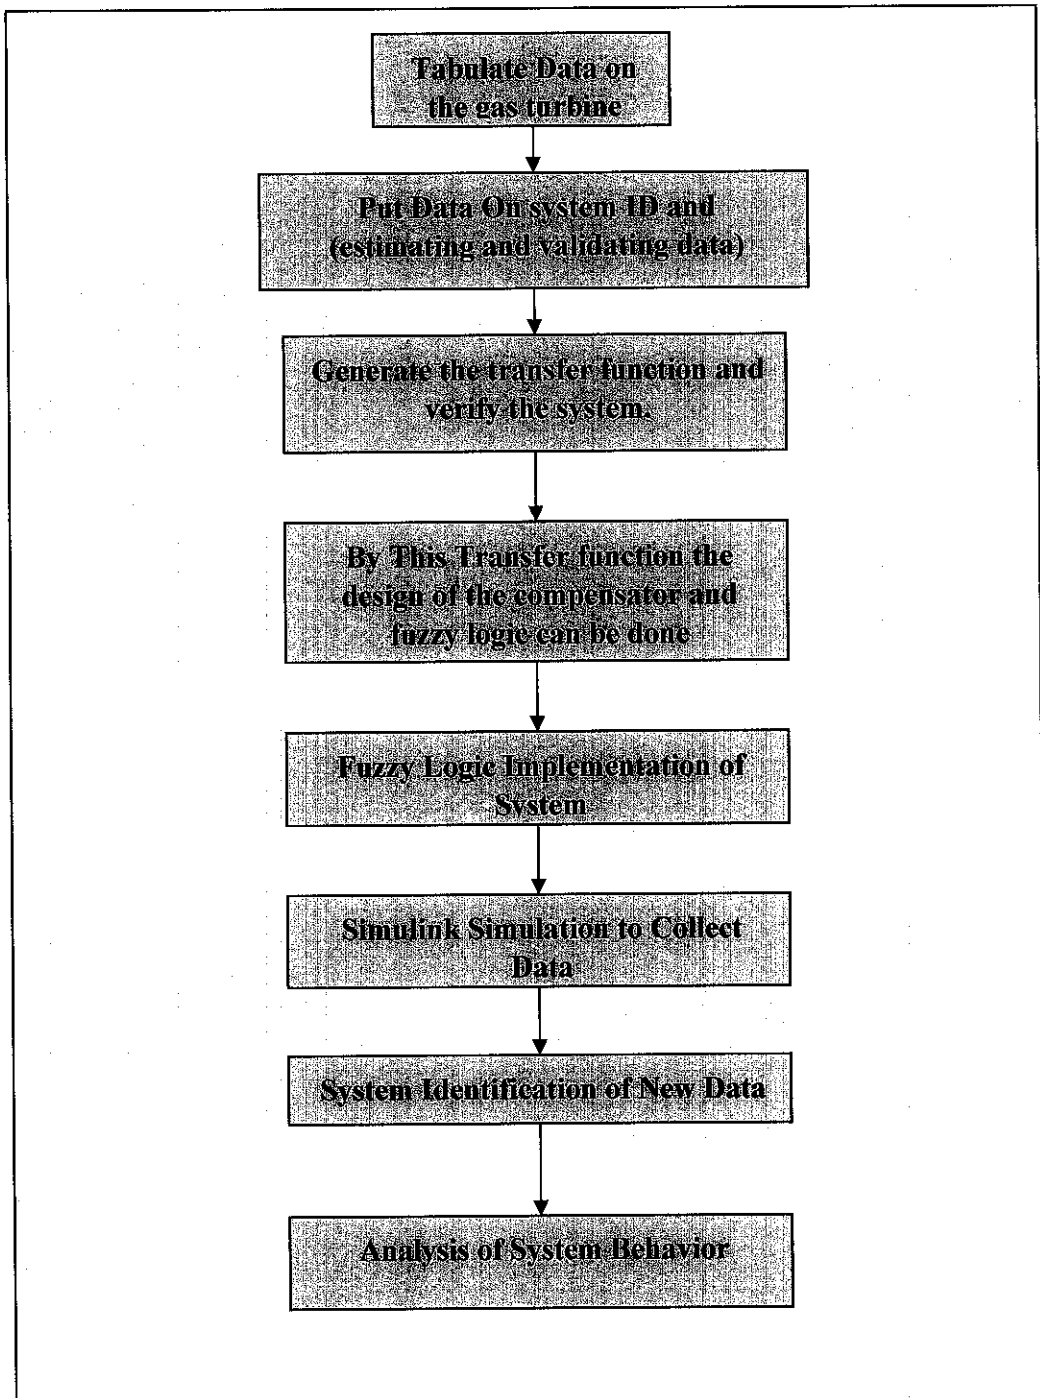 Tabulate Data on
the gas turbine
Put Data On system ID and
(estimating and validating data)
Generate the transfer function and
verify the system.
By This Transfer function the
design of the compensator and
fuzzy logic can be done
Fuzzy Logic Implementation of
System
Simulink Simulation to Collect
Data
System Identification of New Data
Analysis of System Behavior